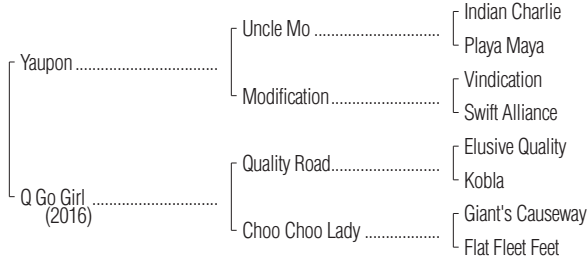 Indian Charlie
Uncle Mo ........................................
Playa Maya
Yaupon .............................................
Vindication
Modification ...................................
Swift Alliance
Elusive Quality
Quality Road ...................................
Kobla
Q Go Girl ........................................
(2016)
Giant's Causeway
Choo Choo Lady ........................
Flat Fleet Feet